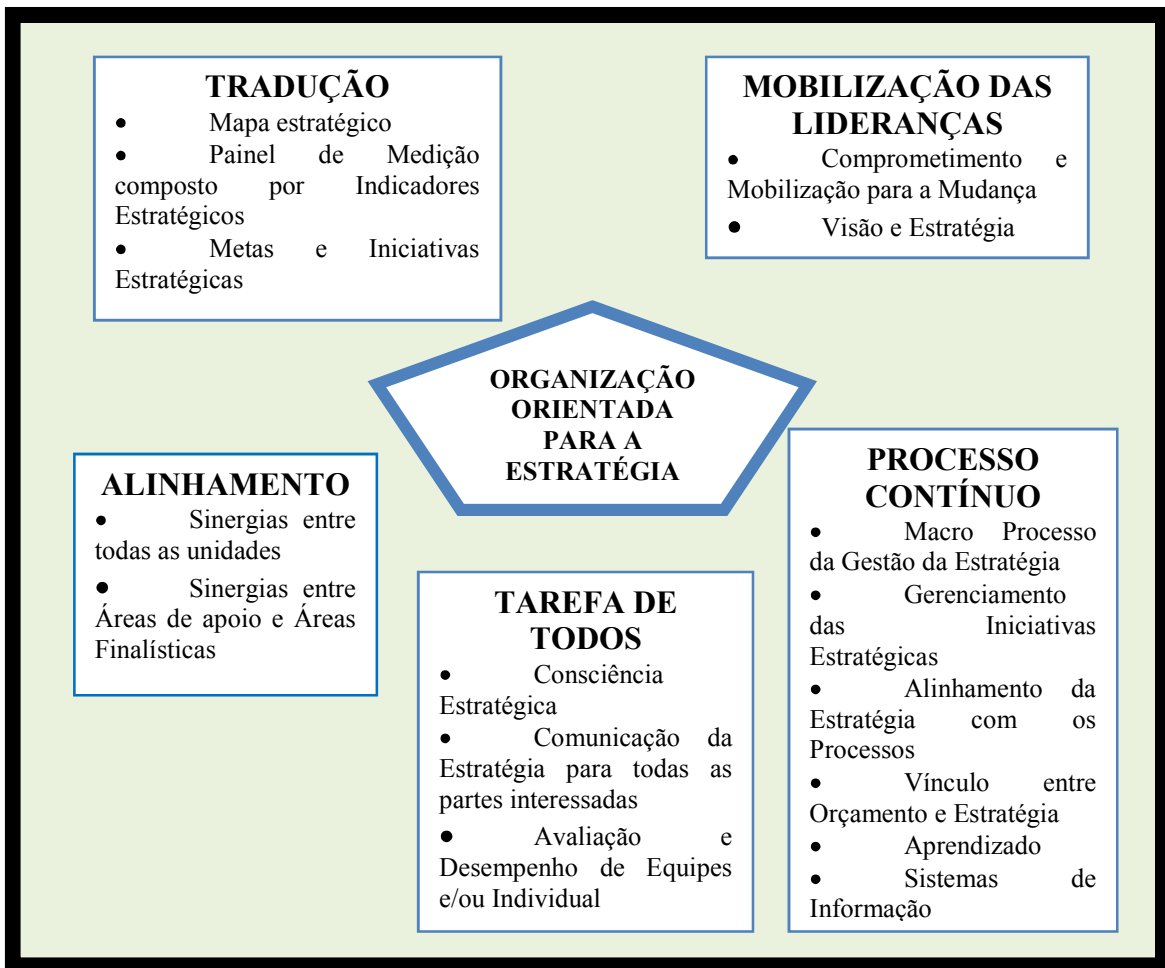 TRADUÇÃO
• Mapa estratégico
• Painel de Medição
composto por Indicadores
Estratégicos
• Metas e Iniciativas
Estratégicas
MOBILIZAÇÃO DAS
LIDERANÇAS
• Comprometimento e
Mobilização para a Mudança
• Visão e Estratégia
ORGANIZAÇÃO
ORIENTADA
PARA A
ESTRATÉGIA
ALINHAMENTO
• Sinergias entre
todas as unidades
• Sinergias entre
Áreas de apoio e Áreas
Finalísticas
TAREFA DE
TODOS
• Consciência
Estratégica
• Comunicação da
Estratégia para todas as
partes interessadas
• Avaliação e
Desempenho de Equipes
e/ou Individual
PROCESSO
CONTÍNUO
• Macro Processo
da Gestão da Estratégia
• Gerenciamento
das Iniciativas
Estratégicas
• Alinhamento da
Estratégia com os
Processos
• Vínculo entre
Orçamento e Estratégia
• Aprendizado
• Sistemas de
Informação